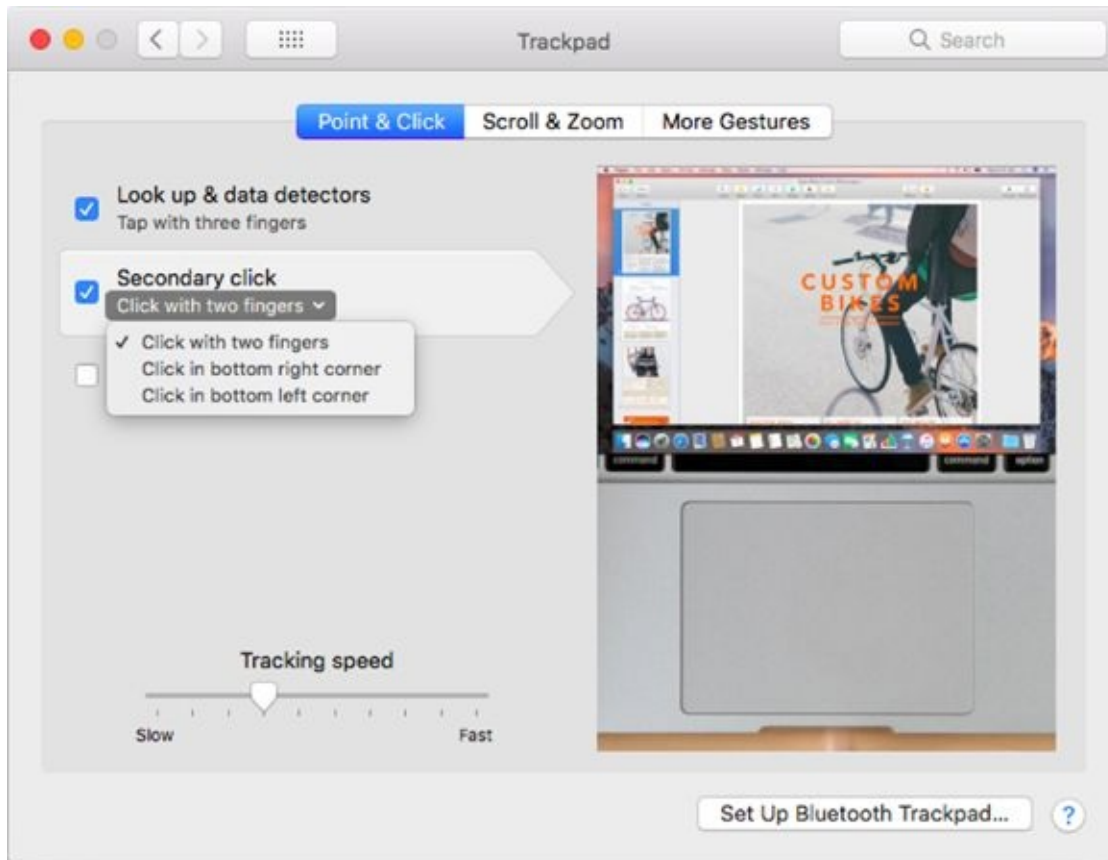 Trackpad
Search
Point & Click
Scroll & Zoom
More Gestures
Look up & data detectors
Tap with three fingers
Secondary click
Click with two fingers
✓ Click with two fingers
Click in bottom right corner
Click in bottom left corner
CUSTOM
BIKES
command
command
option
Tracking speed
Slow
Fast
Set Up Bluetooth Trackpad...
?